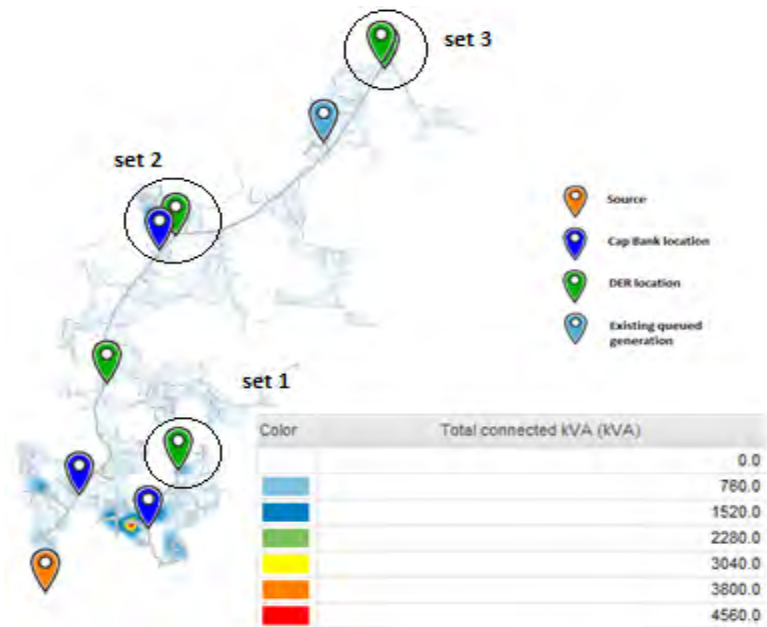 set 3
set 2
Source
Cap Bank location
DER location
Existing queued
generation
set 1
Color Total connected kVA (kVA)
0.0
760.0
1520.0
2280.0
3040.0
3800.0
4560.0